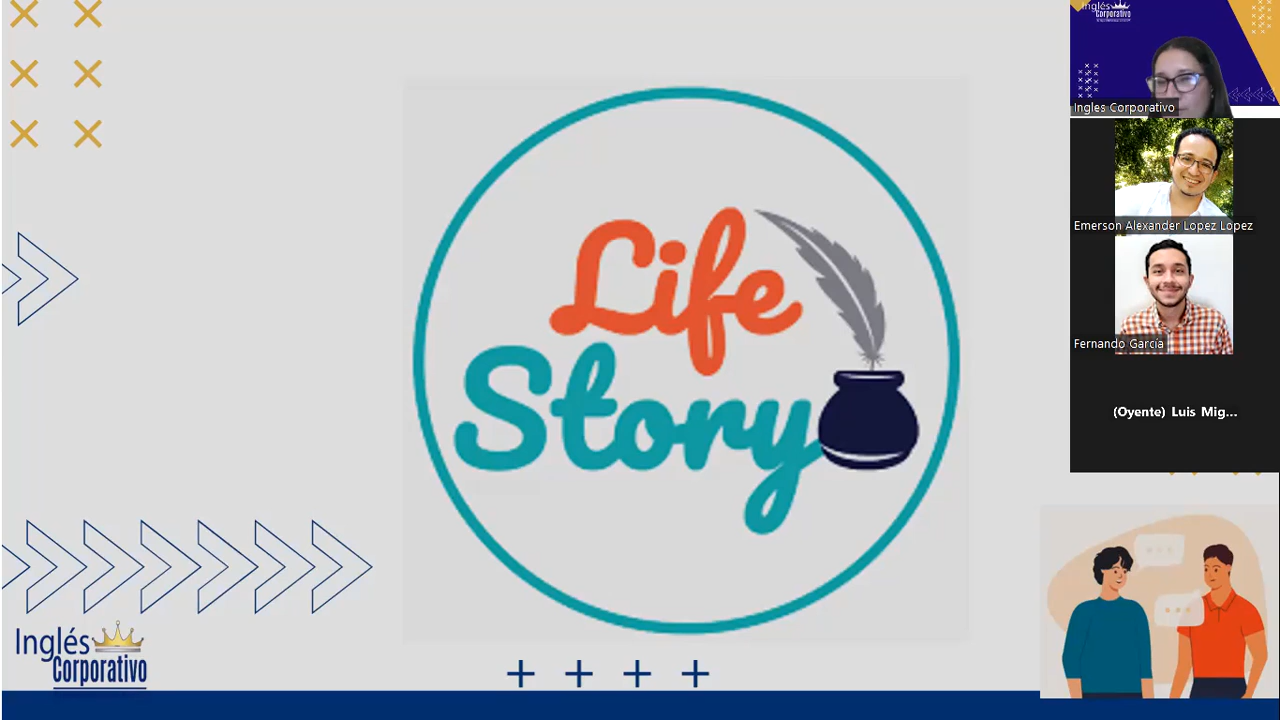 Life
Story
Inglés
Corporativo
Inglés
Corporativo
Ingles Corporativo
Emerson Alexander Lopez Lopez
Fernando García
(Oyente) Luis Mig...